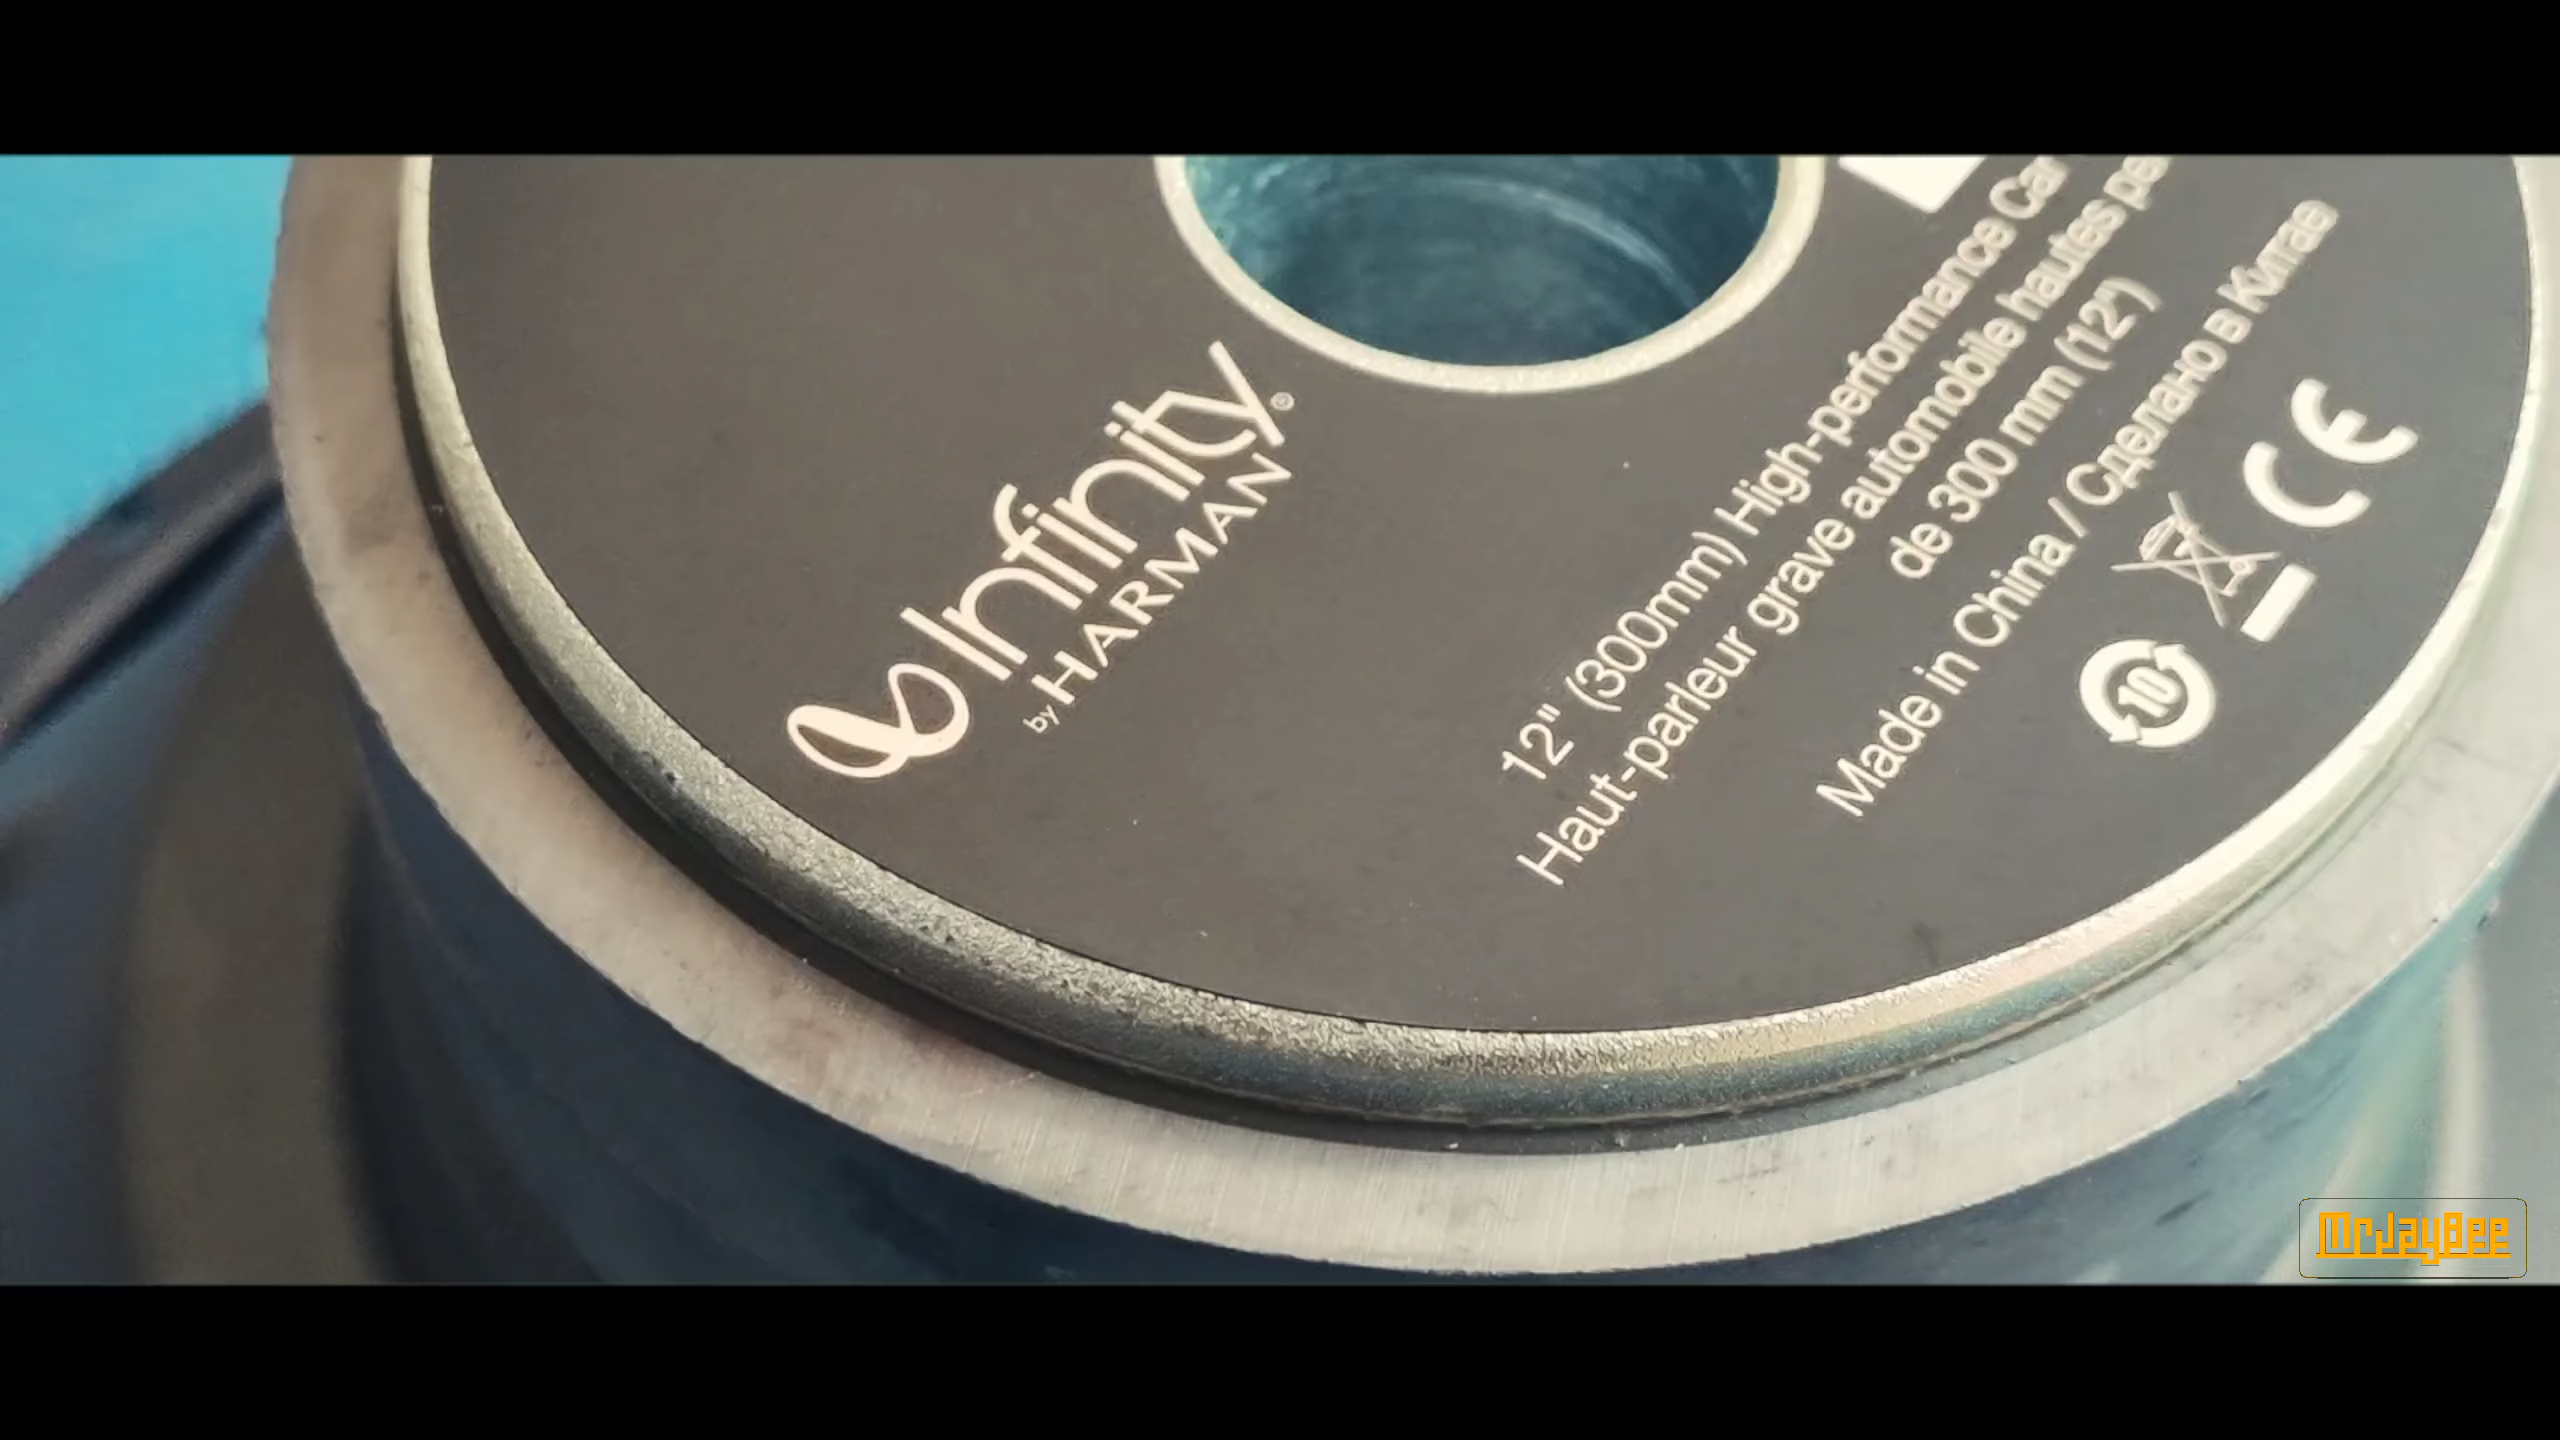 Infinity®
by HARMAN
12" (300mm) High-performance Car
Haut-parleur grave automobile hautes
de 300 mm (12")
Made in China / Сделано в Китае
CE
10
MrJayBee